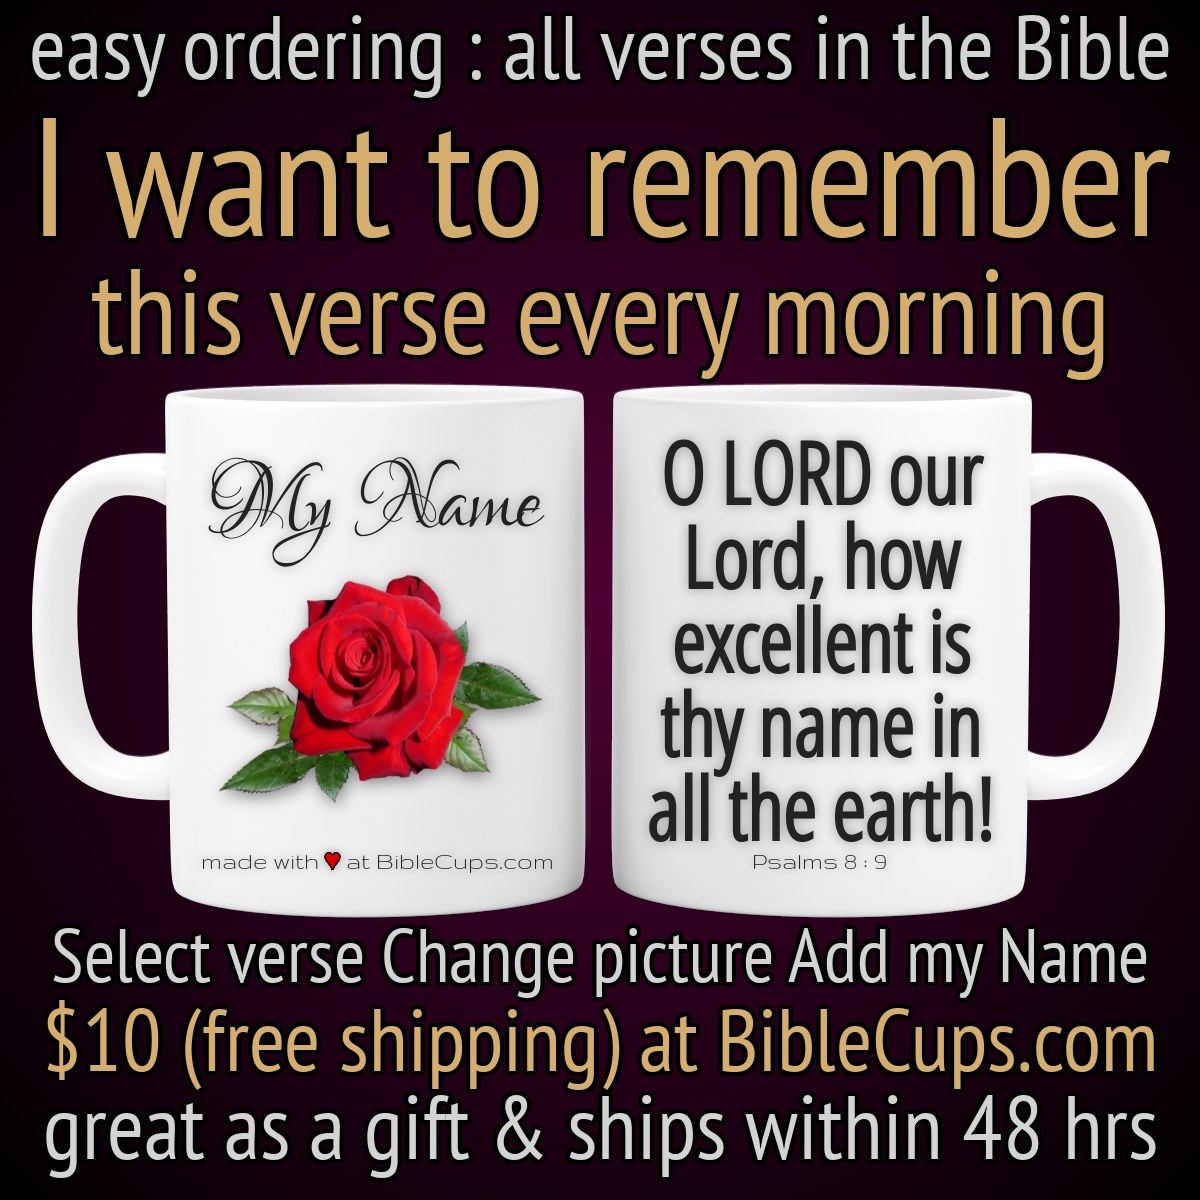 easy ordering : all verses in the Bible
I want to remember
this verse every morning
My Name
made with ♥ at BibleCups.com
O LORD our
Lord, how
excellent is
thy name in
all the earth!
Psalms 8 : 9
Select verse Change picture Add my Name
$10 (free shipping) at BibleCups.com
great as a gift & ships within 48 hrs